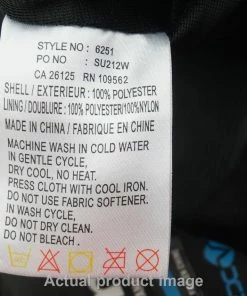 STYLE NO : 6251
PO NO : SU212W
CA 26125 RN 109562
SHELL / EXTERIEUR : 100% POLYESTER
LINING / DOUBLURE : 100% POLYESTER/100%NYLON
MADE IN CHINA / FABRIQUE EN CHINE
MACHINE WASH IN COLD WATER
IN GENTLE CYCLE,
DRY COOL, NO HEAT.
PRESS CLOTH WITH COOL IRON.
DO NOT USE FABRIC SOFTENER.
IN WASH CYCLE,
DO NOT DRY CLEAN.
DO NOT BLEACH .
Actual product image